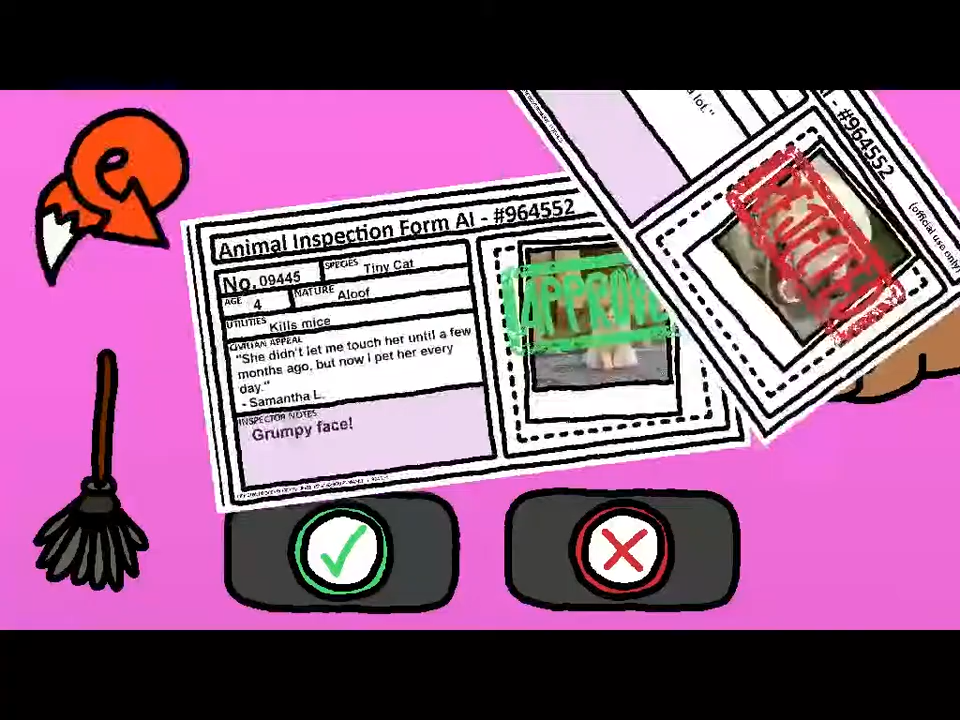 Animal Inspection Form AI - #964552
No. 09445 SPECIES Tiny Cat
AGE 4 NATURE Aloof
UTILITIES Kills mice
CIVILIAN APPEAL
"She didn't let me touch her until a few
months ago, but now I pet her every
day."
- Samantha L.
INSPECTOR NOTES
Grumpy face!
APPROVE
lot."
#964552
(official use only)
REJECTED